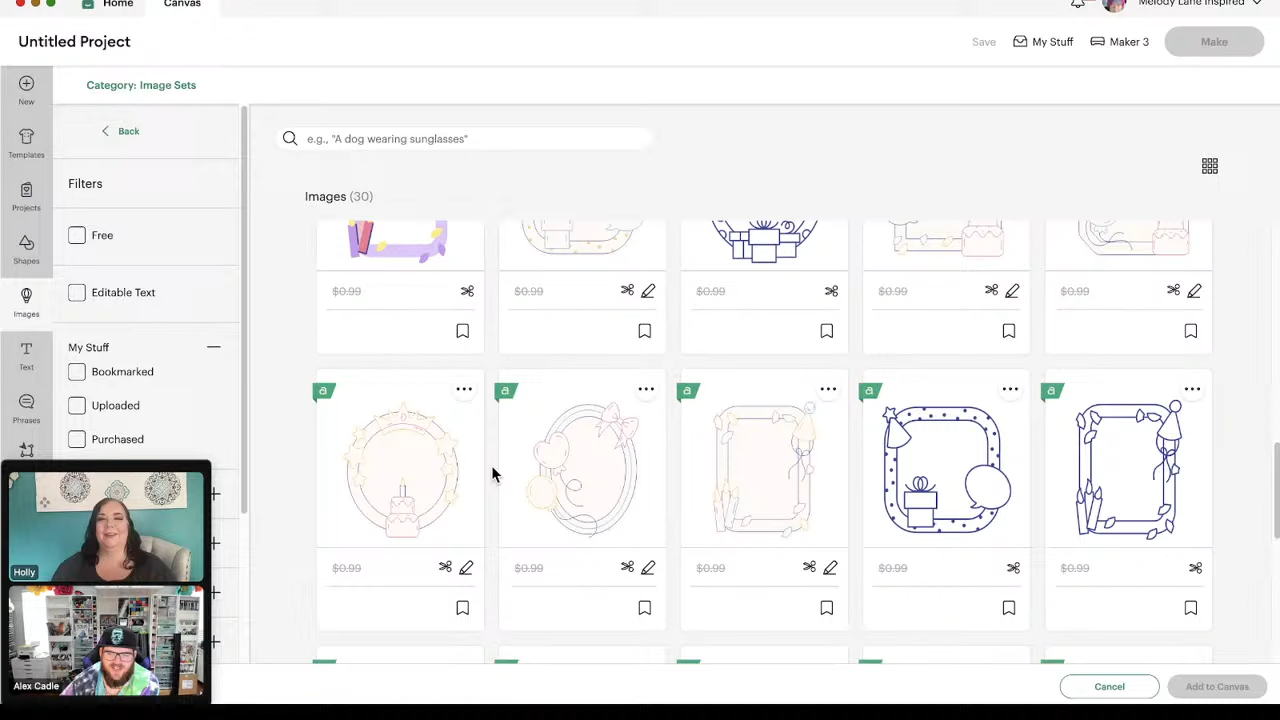 Home
Canvas
Melody Lane Inspired
Untitled Project
Save
My Stuff
Maker 3
Make
New
Templates
Projects
Shapes
Images
Text
Phrases
Category: Image Sets
Back
Filters
Free
Editable Text
My Stuff
Bookmarked
Uploaded
Purchased
e.g., "A dog wearing sunglasses"
Images (30)
$0.99
$0.99
$0.99
$0.99
$0.99
a
a
a
a
a
$0.99
$0.99
$0.99
$0.99
$0.99
Holly
Alex Cadle
Cancel
Add to Canvas